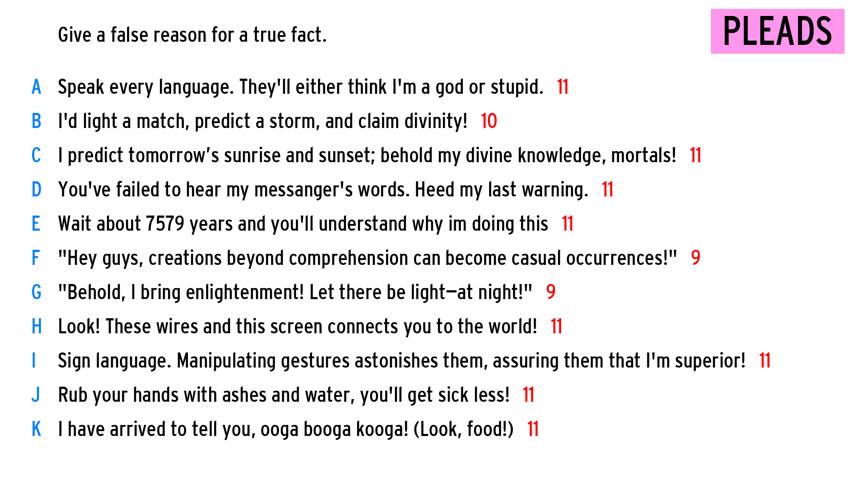 Give a false reason for a true fact.
PLEADS
A Speak every language. They'll either think I'm a god or stupid. 11
B I'd light a match, predict a storm, and claim divinity! 10
C I predict tomorrow's sunrise and sunset; behold my divine knowledge, mortals! 11
D You've failed to hear my messanger's words. Heed my last warning. 11
E Wait about 7579 years and you'll understand why im doing this 11
F "Hey guys, creations beyond comprehension can become casual occurrences!" 9
G "Behold, I bring enlightenment! Let there be light—at night!" 9
H Look! These wires and this screen connects you to the world! 11
I Sign language. Manipulating gestures astonishes them, assuring them that I'm superior! 11
J Rub your hands with ashes and water, you'll get sick less! 11
K I have arrived to tell you, ooga booga kooga! (Look, food!) 11